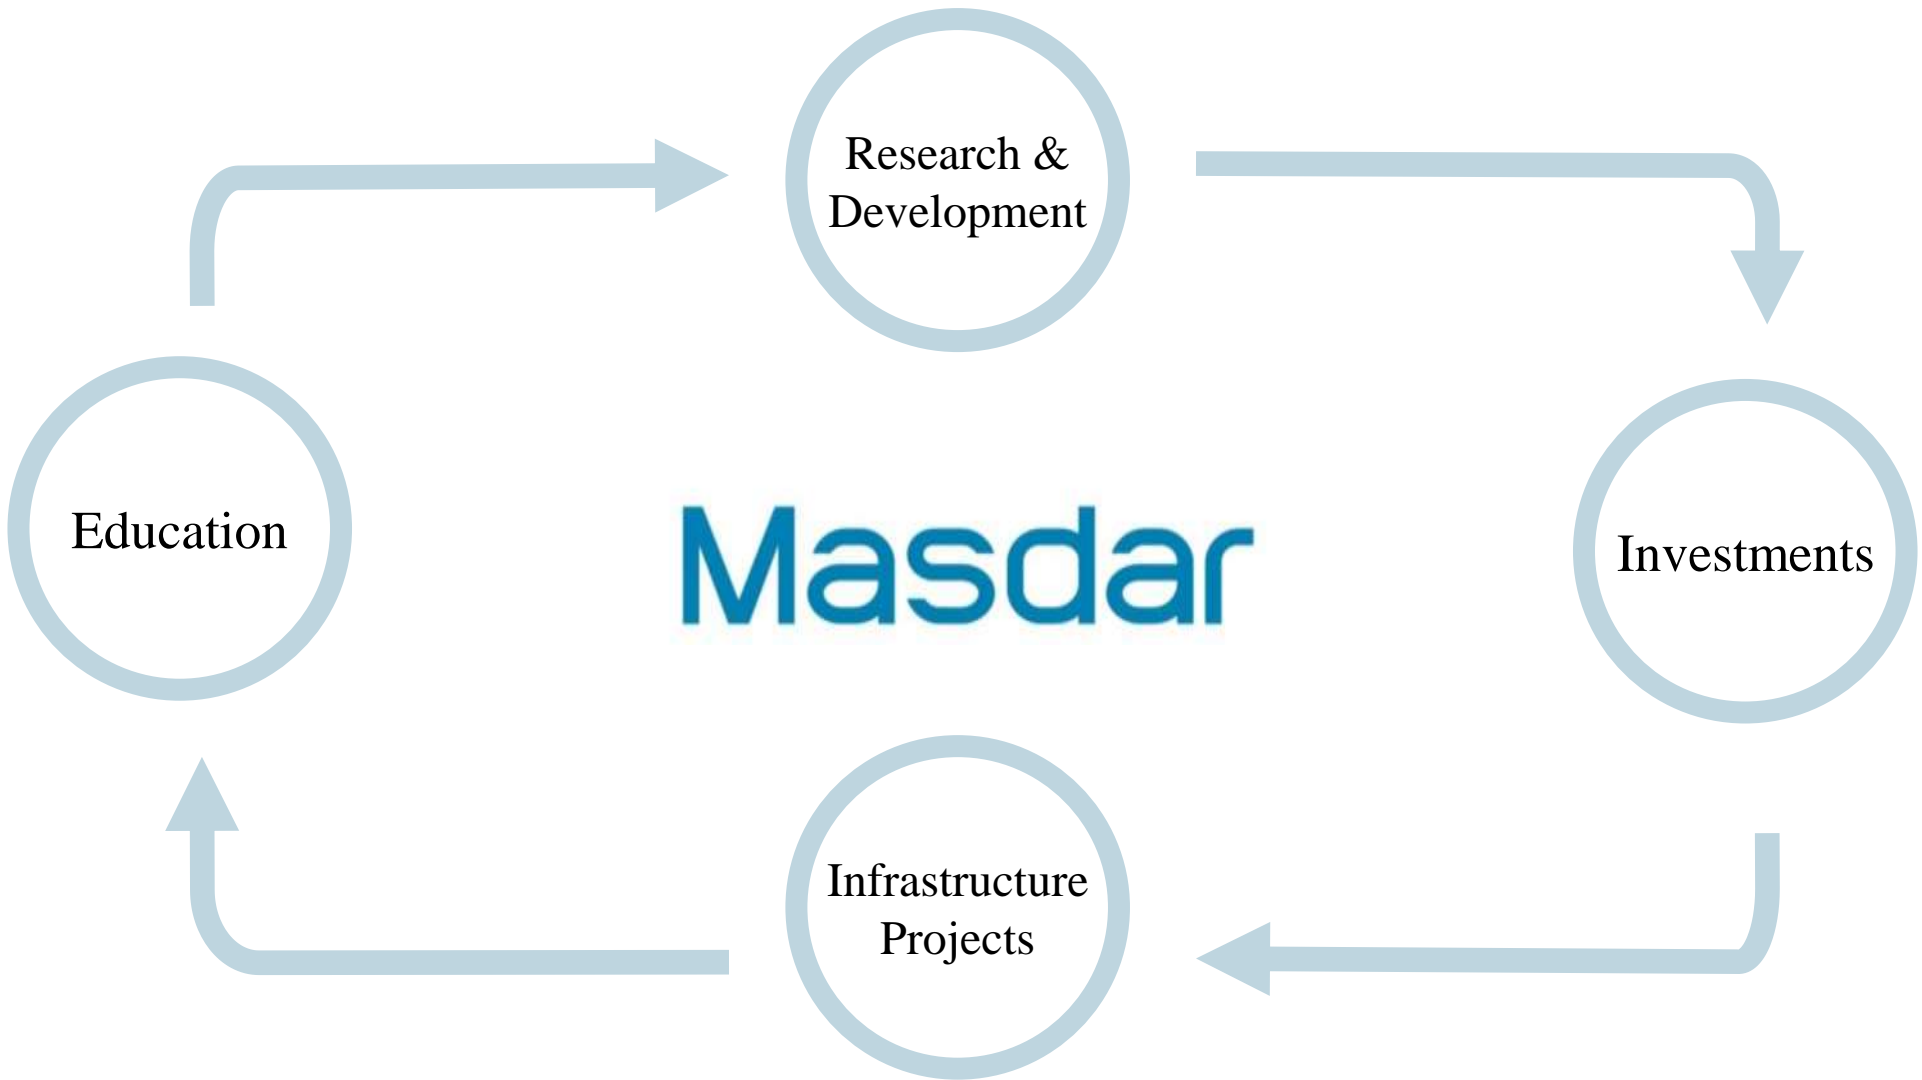 Research &
Development
Education
Masdar
Investments
Infrastructure
Projects